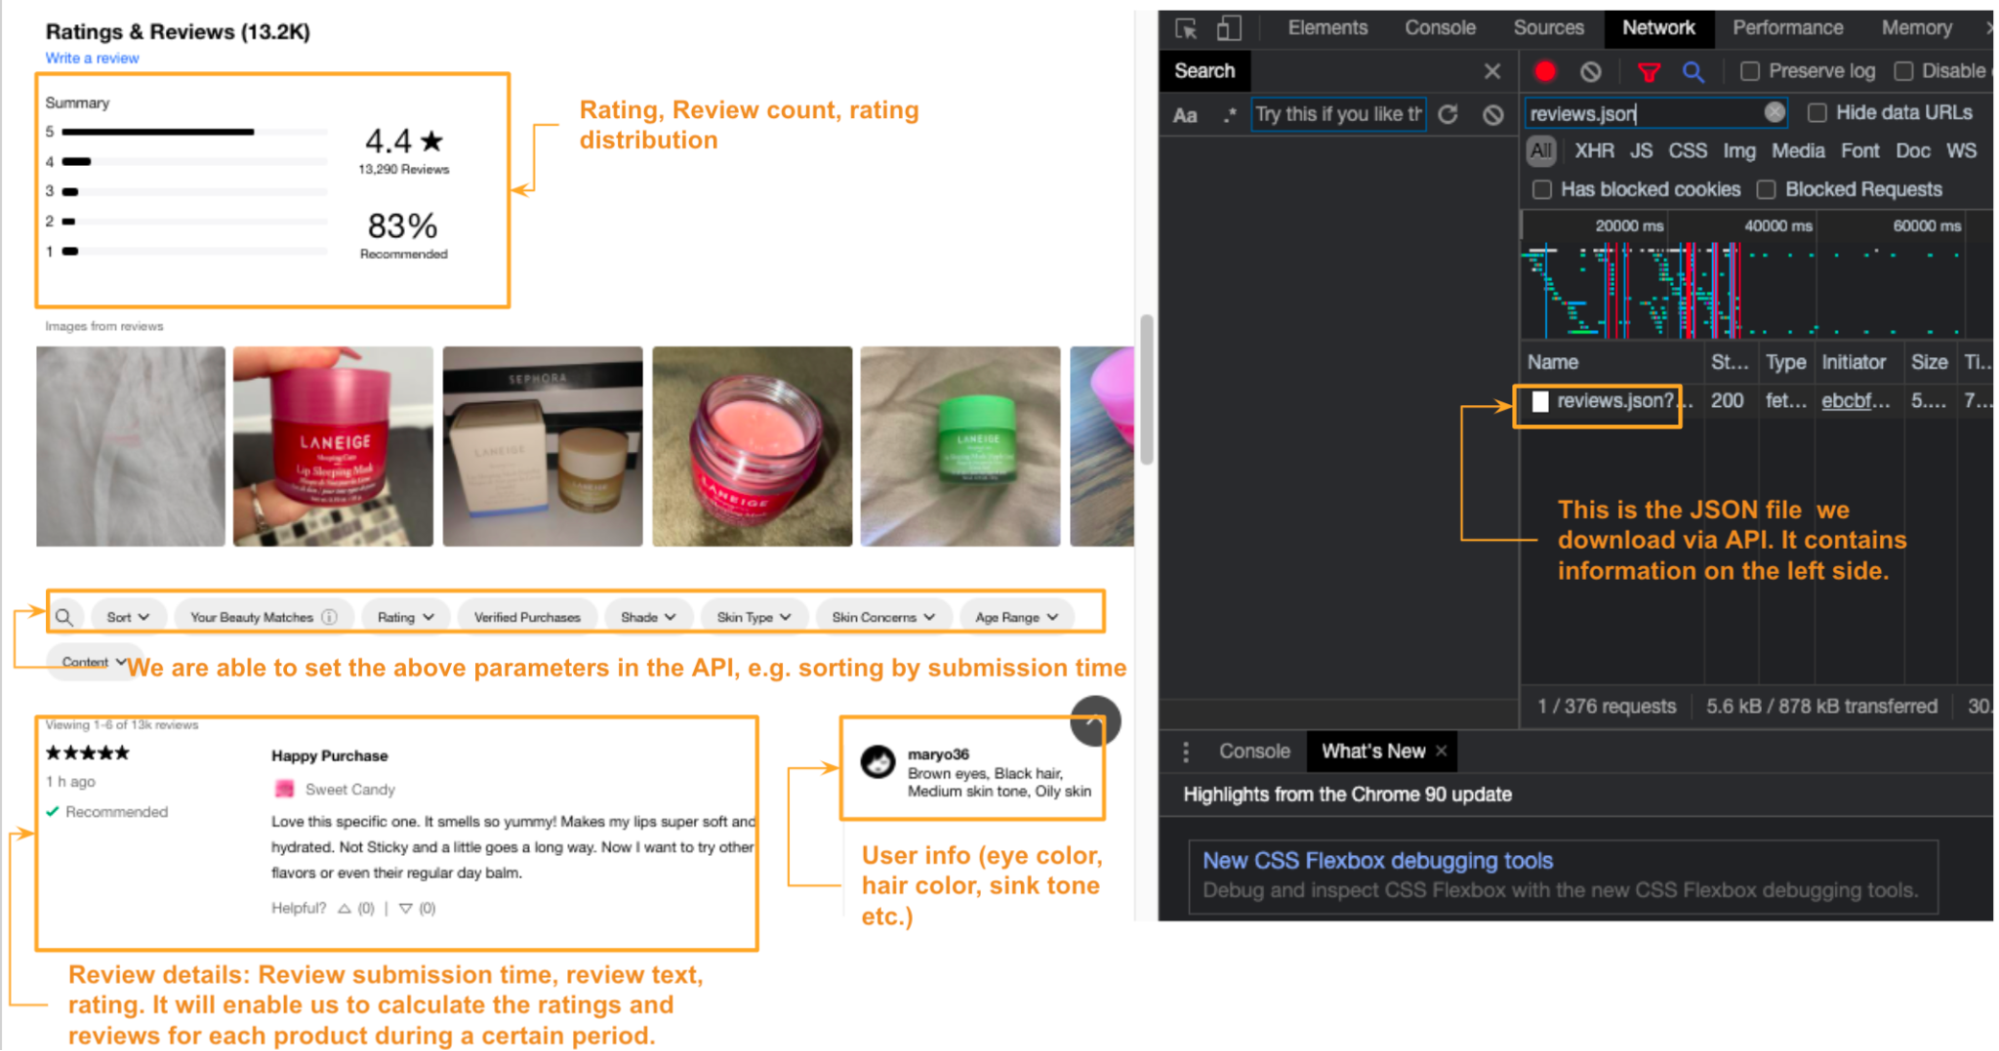 Ratings & Reviews (13.2K)
Write a review
Summary
5
4
3
2
1
4.4 ★
13,290 Reviews
83%
Recommended
Rating, Review count, rating
distribution
Images from reviews
LANEIGE
Lip Sleeping Mask
SEPHORA
LANEIGE
LANEIGE
LANEIGE
Sort
Your Beauty Matches
Rating
Verified Purchases
Shade
Skin Type
Skin Concerns
Age Range
Content
We are able to set the above parameters in the API, e.g. sorting by submission time
Viewing 1-6 of 13k reviews
★★★★★
1 h ago
✓ Recommended
Happy Purchase
Sweet Candy
Love this specific one. It smells so yummy! Makes my lips super soft and
hydrated. Not Sticky and a little goes a long way. Now I want to try other
flavors or even their regular day balm.
Helpful? △ (0) | ▽ (0)
maryo36
Brown eyes, Black hair,
Medium skin tone, Oily skin
User info (eye color,
hair color, sink tone
etc.)
Review details: Review submission time, review text,
rating. It will enable us to calculate the ratings and
reviews for each product during a certain period.
Elements Console Sources Network Performance Memory
Search
Preserve log
Disable
Aa .* Try this if you like th
reviews.json
Hide data URLs
All XHR JS CSS Img Media Font Doc WS
Has blocked cookies Blocked Requests
20000 ms 40000 ms 60000 ms
Name St... Type Initiator Size Ti...
reviews.json?... 200 fet... ebcbf... 5.... 7...
This is the JSON file we
download via API. It contains
information on the left side.
1 / 376 requests 5.6 kB / 878 kB transferred 30.
Console What's New ×
Highlights from the Chrome 90 update
New CSS Flexbox debugging tools
Debug and inspect CSS Flexbox with the new CSS Flexbox debugging tools.